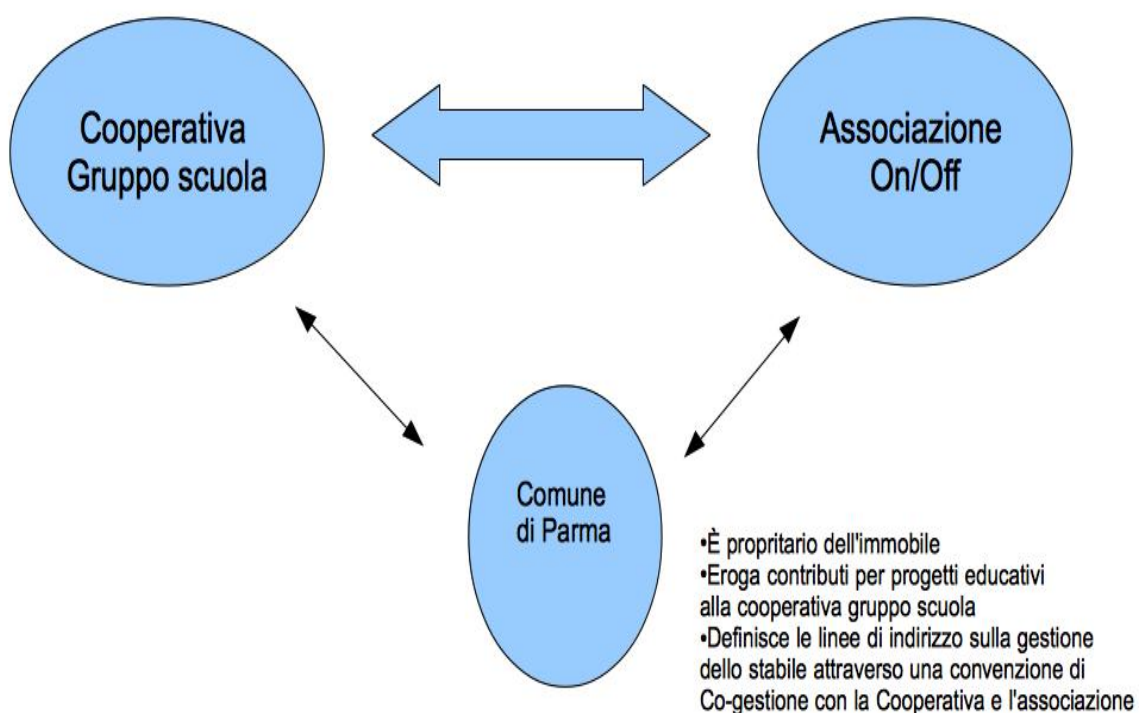 Cooperativa
Gruppo scuola
Associazione
On/Off
Comune
di Parma
•È propritario dell'immobile
•Eroga contributi per progetti educativi
alla cooperativa gruppo scuola
•Definisce le linee di indirizzo sulla gestione
dello stabile attraverso una convenzione di
Co-gestione con la Cooperativa e l'associazione